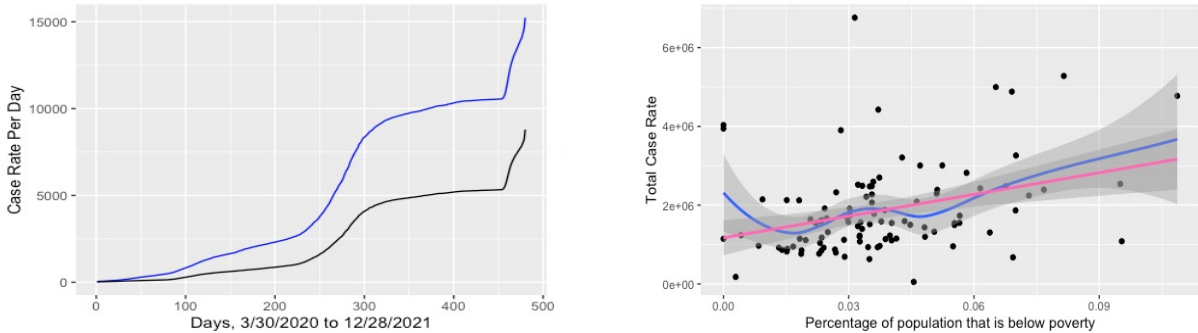 Case Rate Per Day
15000
10000
5000
0
0 100 200 300 400 500
Days, 3/30/2020 to 12/28/2021
Total Case Rate
6e+06
4e+06
2e+06
0e+00
0.00 0.03 0.06 0.09
Percentage of population that is below poverty